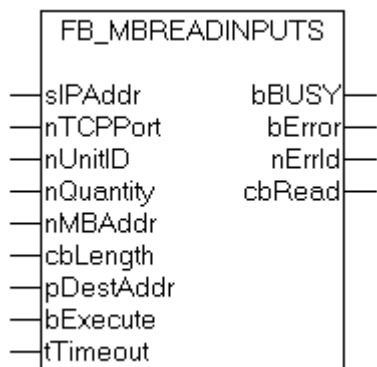 FB_MBREADINPUTS
sIPAddr bBUSY
nTCPPort bError
nUnitID nErrId
nQuantity cbRead
nMBAddr
cbLength
pDestAddr
bExecute
tTimeout